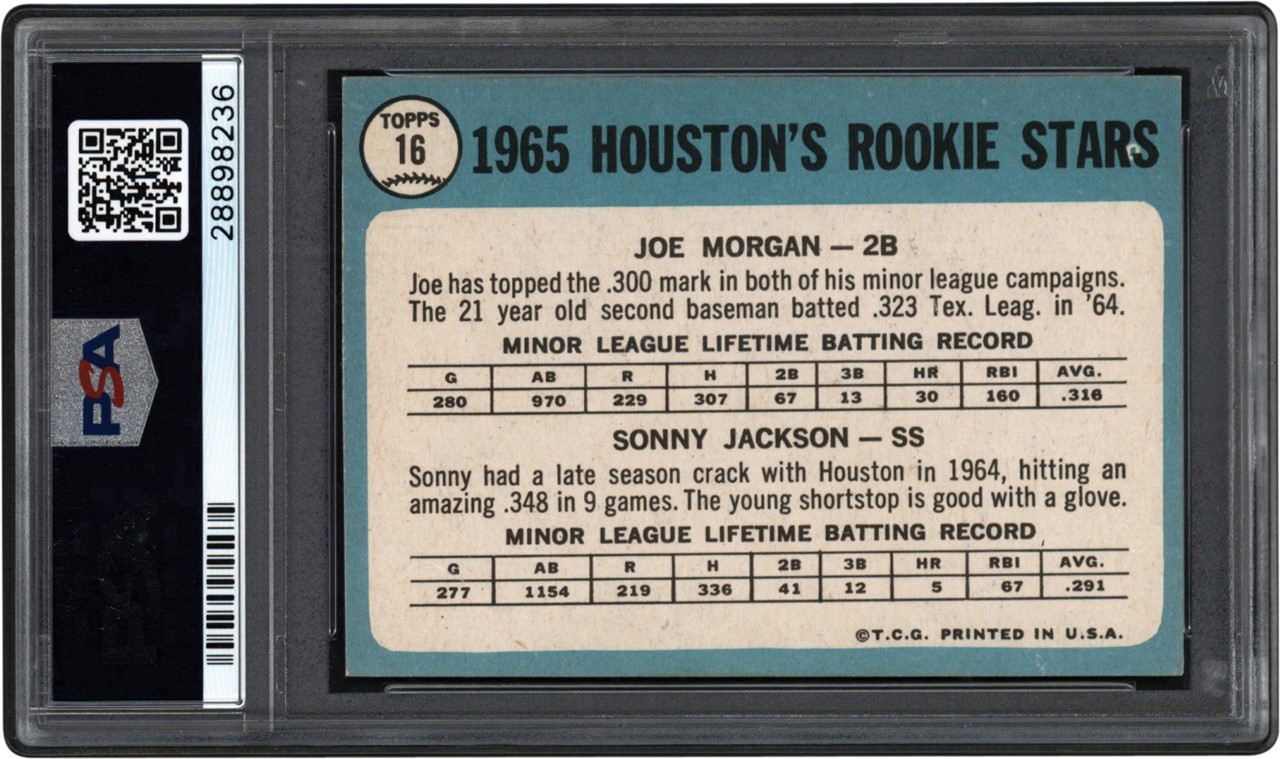 28898236
PSA
TOPPS
16
1965 HOUSTON'S ROOKIE STARS
JOE MORGAN — 2B
Joe has topped the .300 mark in both of his minor league campaigns.
The 21 year old second baseman batted .323 Tex. Leag. in '64.
MINOR LEAGUE LIFETIME BATTING RECORD
G AB R H 2B 3B HR RBI AVG.
280 970 229 307 67 13 30 160 .316
SONNY JACKSON — SS
Sonny had a late season crack with Houston in 1964, hitting an
amazing .348 in 9 games. The young shortstop is good with a glove.
MINOR LEAGUE LIFETIME BATTING RECORD
G AB R H 2B 3B HR RBI AVG.
277 1154 219 336 41 12 5 67 .291
©T.C.G. PRINTED IN U.S.A.